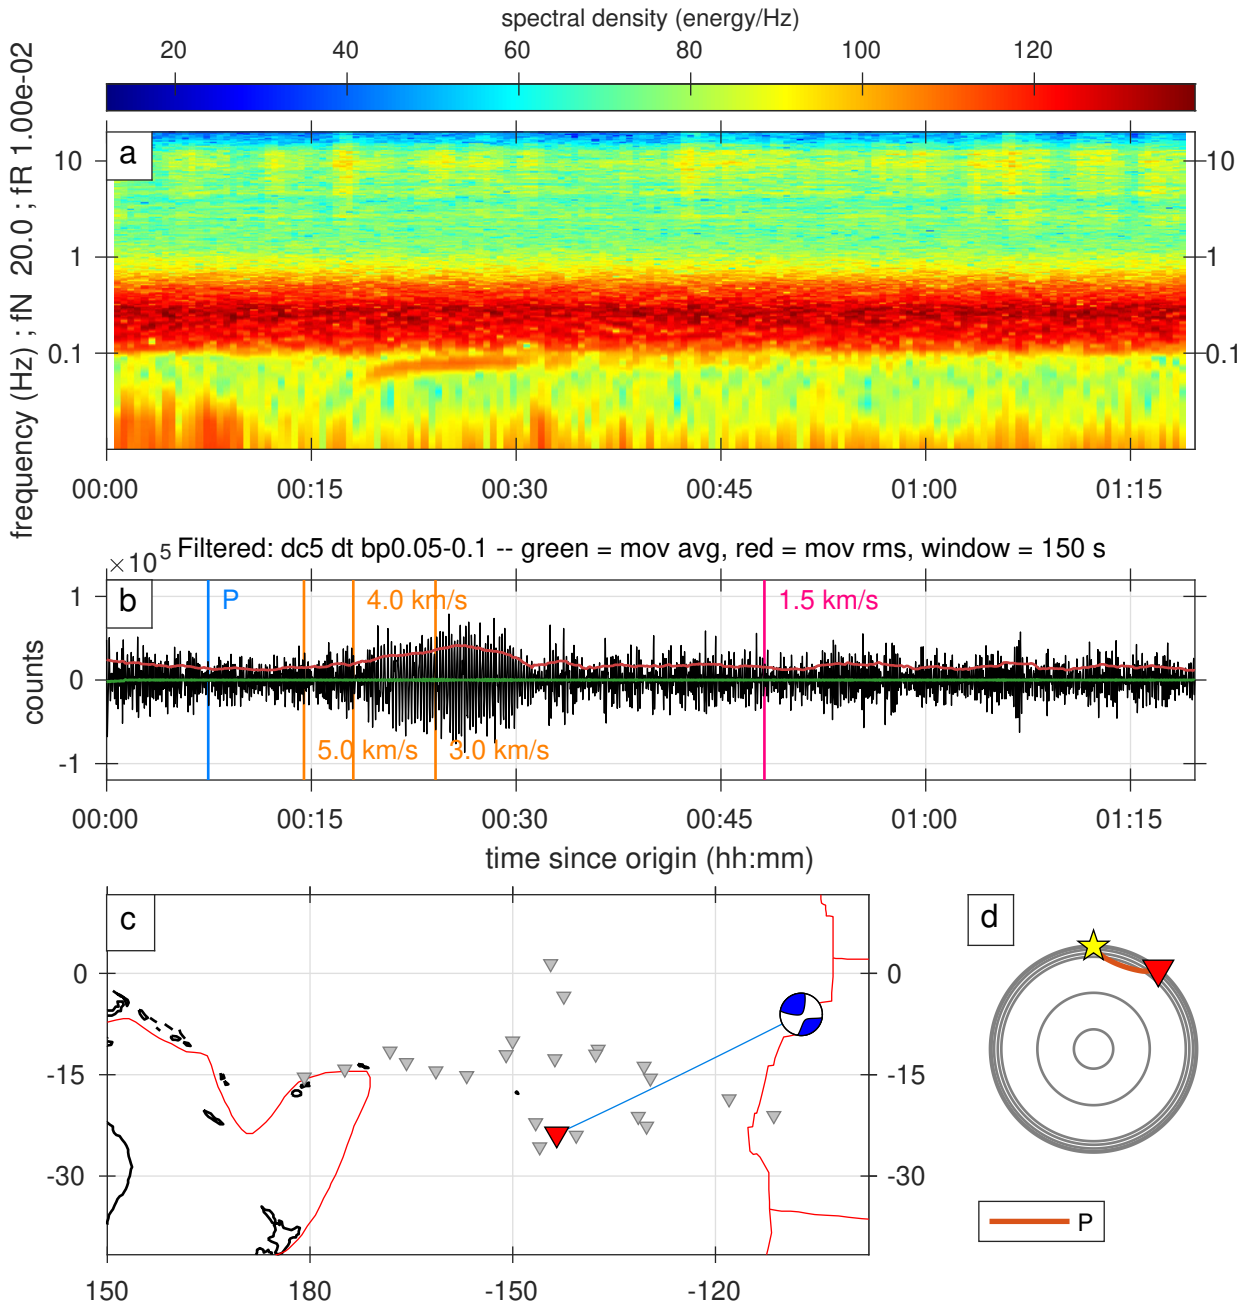 spectral density (energy/Hz)
20 40 60 80 100 120
frequency (Hz) ; fN 20.0 ; fR 1.00e-02
a
10 10
1 1
0.1 0.1
00:00 00:15 00:30 00:45 01:00 01:15
×10^5 Filtered: dc5 dt bp0.05-0.1 -- green = mov avg, red = mov rms, window = 150 s
b
counts
1
0
-1
P 4.0 km/s 1.5 km/s
5.0 km/s 3.0 km/s
00:00 00:15 00:30 00:45 01:00 01:15
time since origin (hh:mm)
c
0 0
-15 -15
-30 -30
150 180 -150 -120
d
P